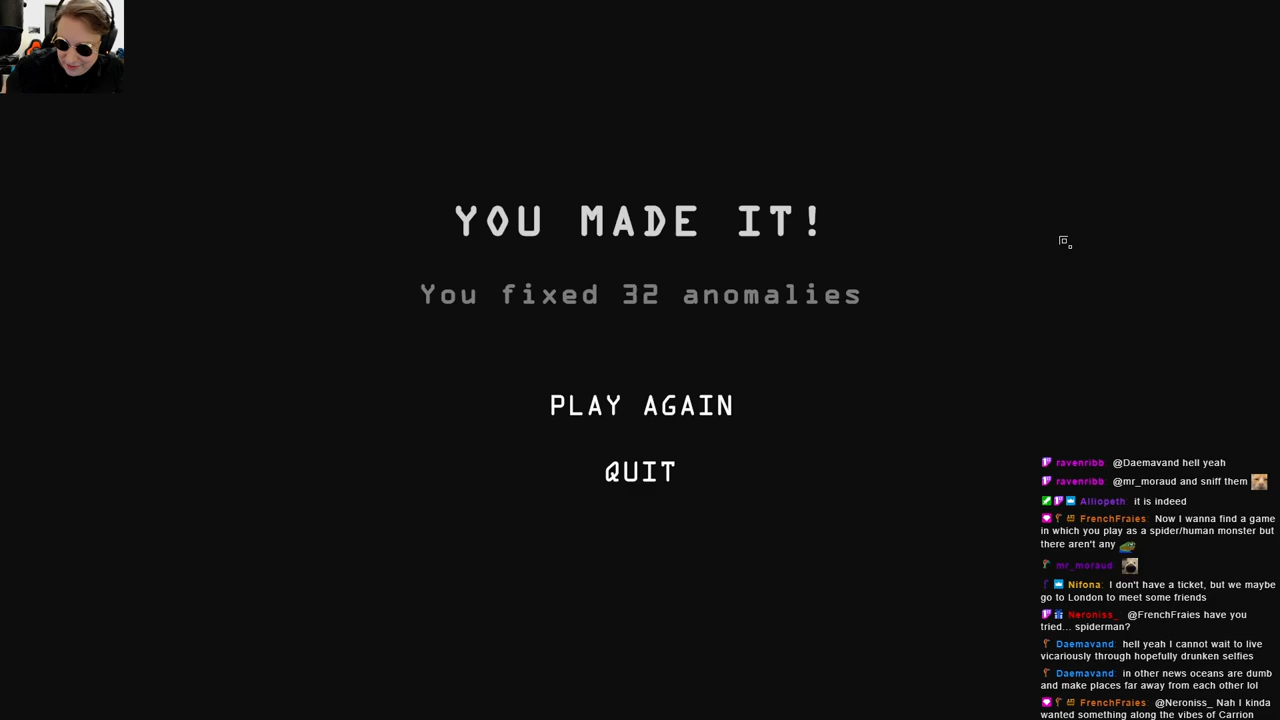 YOU MADE IT!
You fixed 32 anomalies
PLAY AGAIN
QUIT
ravenribb @Daemavand hell yeah
ravenribb @mr_moraud and sniff them
Alliopeth: it is indeed
FrenchFraies: Now I wanna find a game
in which you play as a spider/human monster but
there aren't any
mr_moraud:
Nifona: I don't have a ticket, but we maybe
go to London to meet some friends
Neroniss_ @FrenchFraies have you
tried... spiderman?
Daemavand: hell yeah I cannot wait to live
vicariously through hopefully drunken selfies
Daemavand: in other news oceans are dumb
and make places far away from each other lol
FrenchFraies: @Neroniss_ Nah I kinda
wanted something along the vibes of Carrion